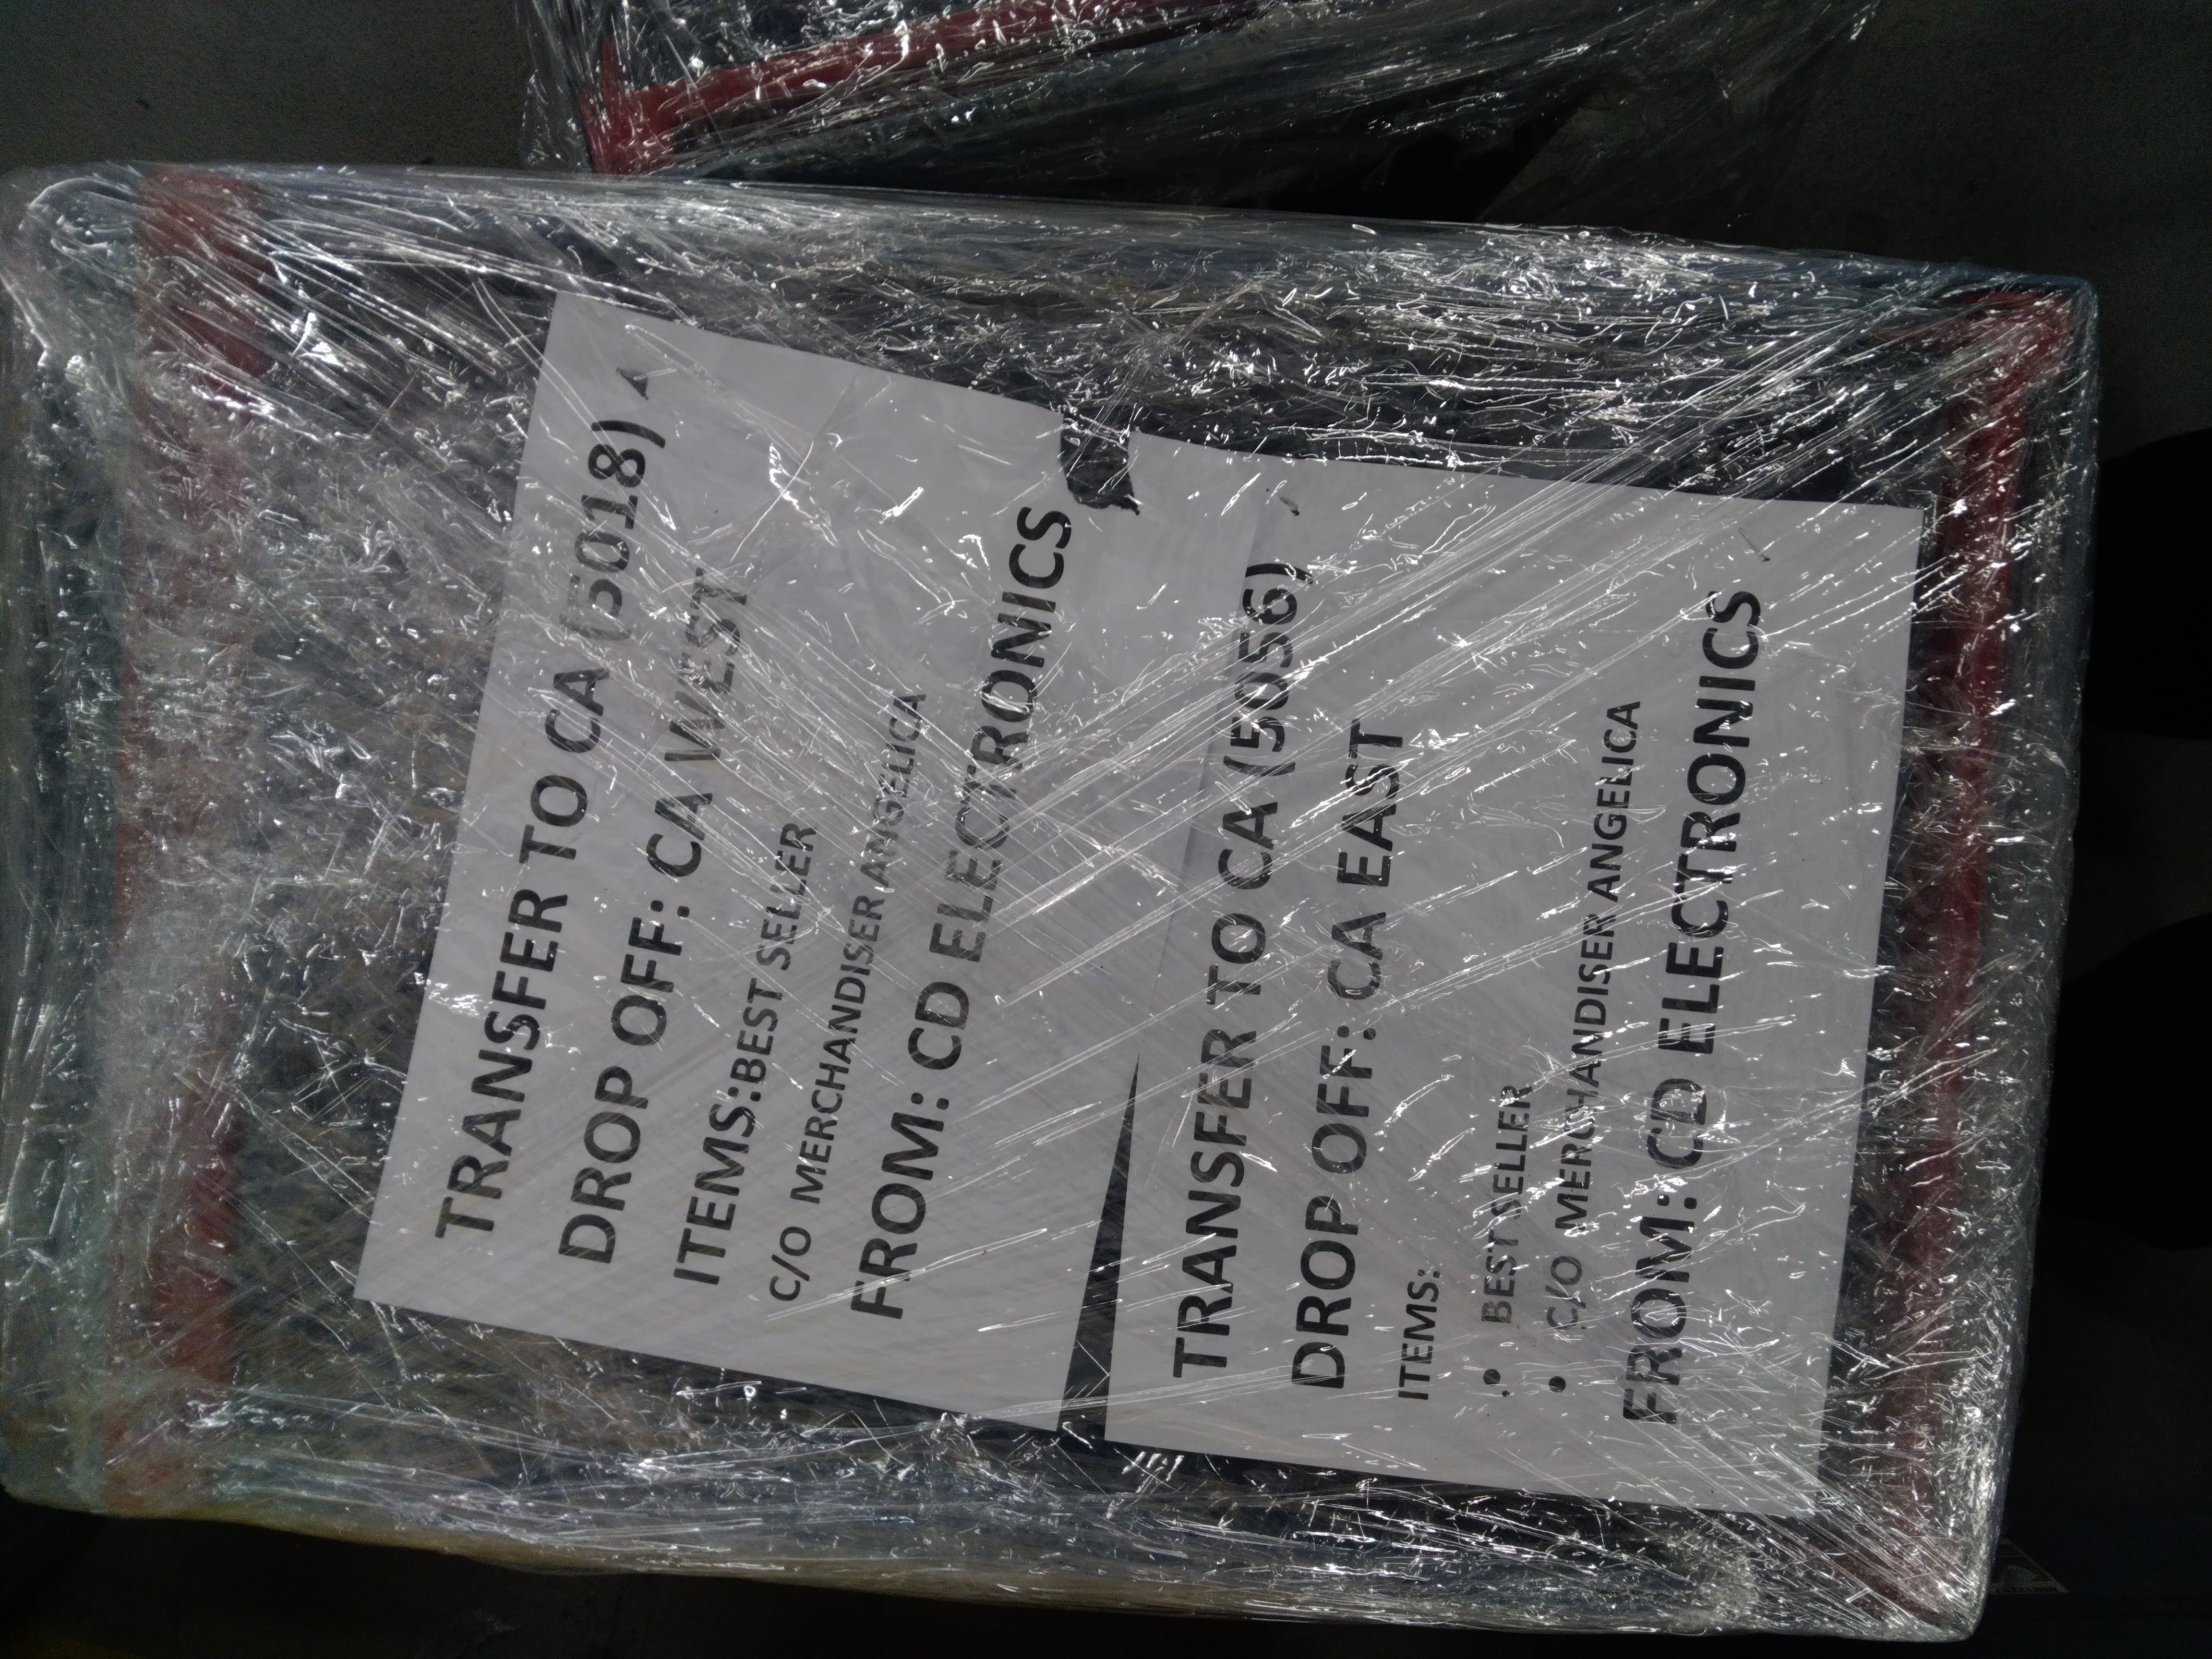 TRANSFER TO CA (5018)
DROP OFF: CA WEST
ITEMS:BEST SELLER
C/O MERCHANDISER ANGELICA
FROM: CD ELECTRONICS
TRANSFER TO CA (5056)
DROP OFF: CA EAST
ITEMS:
• BEST SELLER
• C/O MERCHANDISER ANGELICA
FROM: CD ELECTRONICS